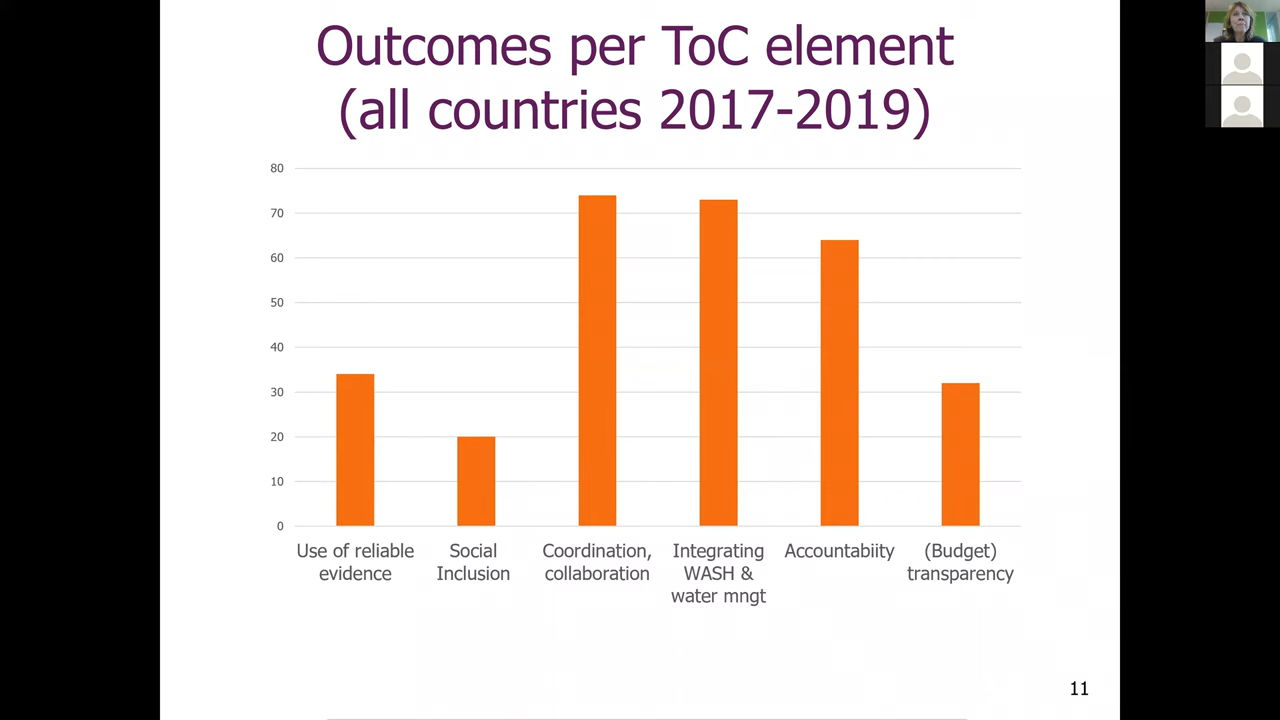 Outcomes per ToC element
(all countries 2017-2019)
80
70
60
50
40
30
20
10
0
Use of reliable
evidence
Social
Inclusion
Coordination,
collaboration
Integrating
WASH &
water mngt
Accountabiity
(Budget)
transparency
11